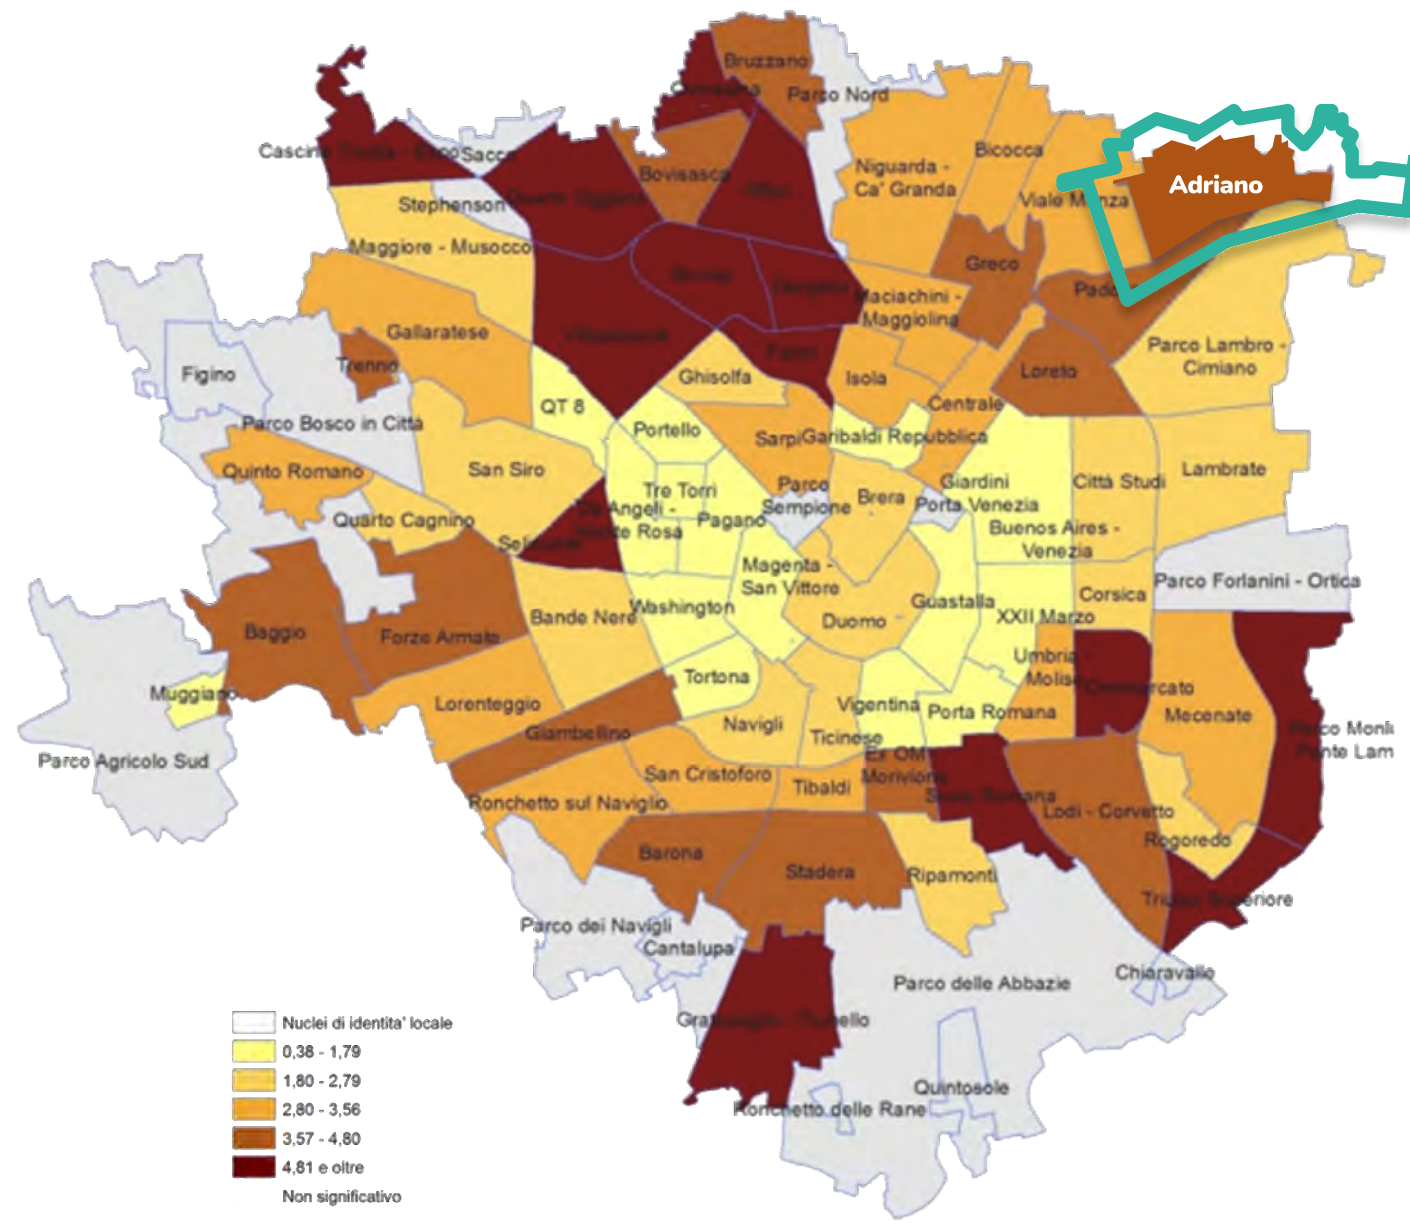 Bruzzano
Parco Nord
Sacco
Bovisasca
Stephenson
Maggiore - Musocco
Niguarda -
Ca' Granda
Bicocca
Viale Monza
Adriano
Greco
Maciachini -
Maggiolina
Gallaratese
Trenno
Figino
Parco Bosco in Città
QT 8
Ghisolfa
Isola
Loreto
Parco Lambro -
Cimiano
Centrale
Portello
Sarpi
Garibaldi Repubblica
Quinto Romano
San Siro
Tre Torri
Pagano
Parco
Sempione
Brera
Giardini
Porta Venezia
Città Studi
Lambrate
Quarto Cagnino
Buenos Aires -
Venezia
Magenta -
San Vittore
Parco Forlanini - Ortica
Corsica
Baggio
Forze Armate
Bande Nere
Washington
Duomo
Guastalla
XXII Marzo
Umbria -
Molise
Muggiano
Lorenteggio
Tortona
Navigli
Vigentina
Porta Romana
Mecenate
Giambellino
Ticinese
Parco Agricolo Sud
San Cristoforo
Tibaldi
Ex OM -
Morivione
Ronchetto sul Naviglio
Lodi - Corvetto
Rogoredo
Barona
Stadera
Ripamonti
Parco dei Navigli
Cantalupa
Parco delle Abbazie
Chiaravalle
Quintosole
Ronchetto delle Rane
Nuclei di identita' locale
0,38 - 1,79
1,80 - 2,79
2,80 - 3,56
3,57 - 4,80
4,81 e oltre
Non significativo